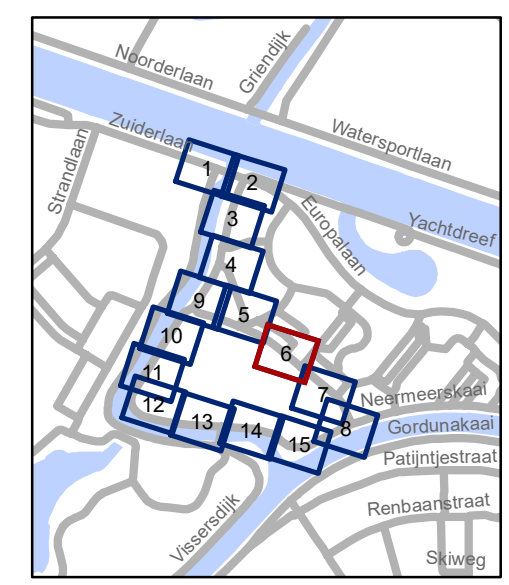 Noorderlaan
Griendijk
Watersportlaan
Zuiderlaan
Strandlaan
1
2
3
Europalaan
Yachtdreef
4
9
5
10
6
11
7
Neermeerskaai
12
13
14
15
8
Gordunakaai
Patijntjestraat
Vissersdijk
Renbaanstraat
Skiweg